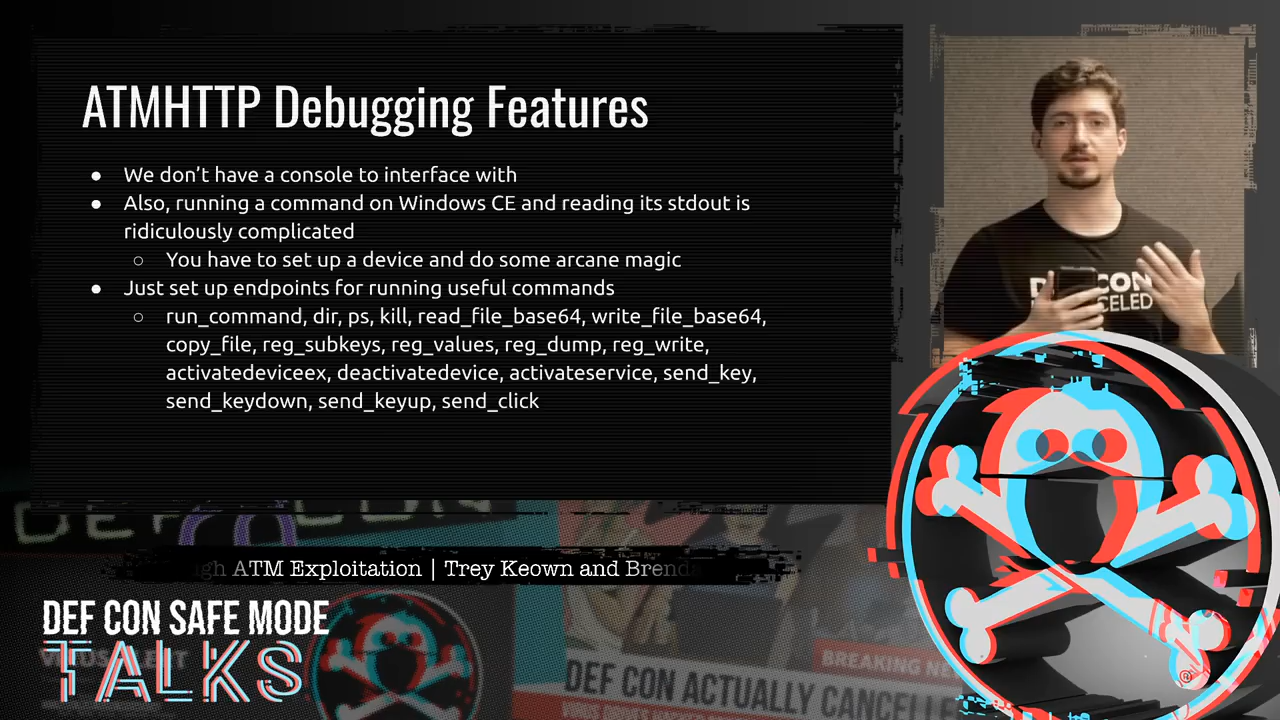 ATMHTTP Debugging Features
● We don't have a console to interface with
● Also, running a command on Windows CE and reading its stdout is
ridiculously complicated
○ You have to set up a device and do some arcane magic
● Just set up endpoints for running useful commands
○ run_command, dir, ps, kill, read_file_base64, write_file_base64,
copy_file, reg_subkeys, reg_values, reg_dump, reg_write,
activatedeviceex, deactivatedevice, activateservice, send_key,
send_keydown, send_keyup, send_click
ATM Exploitation | Trey Keown and Brenda
DEF CON SAFE MODE
TALKS
DEF CON
BREAKING
DEF CON ACTUALLY
®